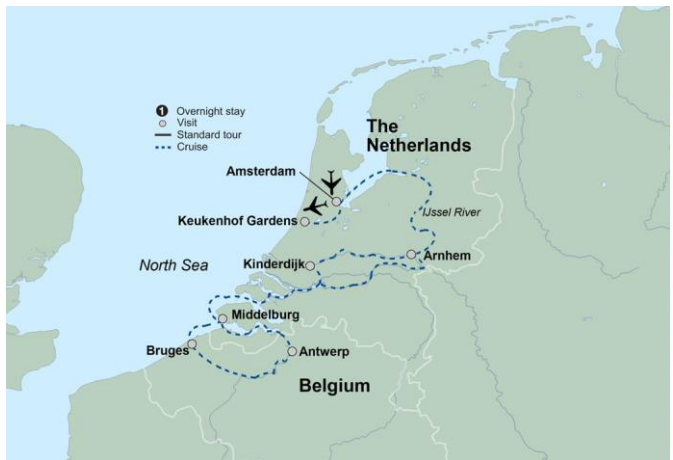 1 Overnight stay
Visit
Standard tour
Cruise
The
Netherlands
Amsterdam
Keukenhof Gardens
IJssel River
North Sea
Kinderdijk
Arnhem
Middelburg
Bruges
Antwerp
Belgium